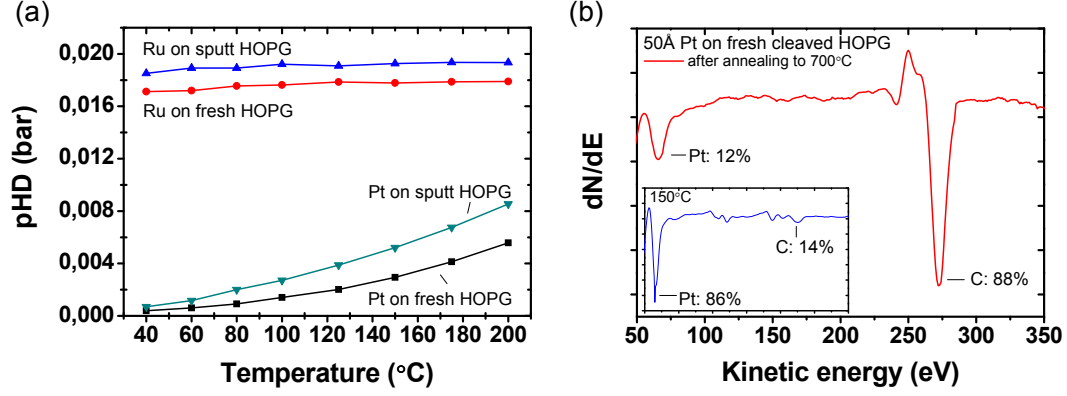 (a)
0,020
0,016
0,012
0,008
0,004
0,000
pHD (bar)
Ru on sputt HOPG
Ru on fresh HOPG
Pt on sputt HOPG
Pt on fresh HOPG
40 60 80 100 120 140 160 180 200
Temperature (°C)
(b)
dN/dE
50Å Pt on fresh cleaved HOPG
after annealing to 700°C
Pt: 12%
150°C
C: 14%
Pt: 86%
C: 88%
50 100 150 200 250 300 350
Kinetic energy (eV)